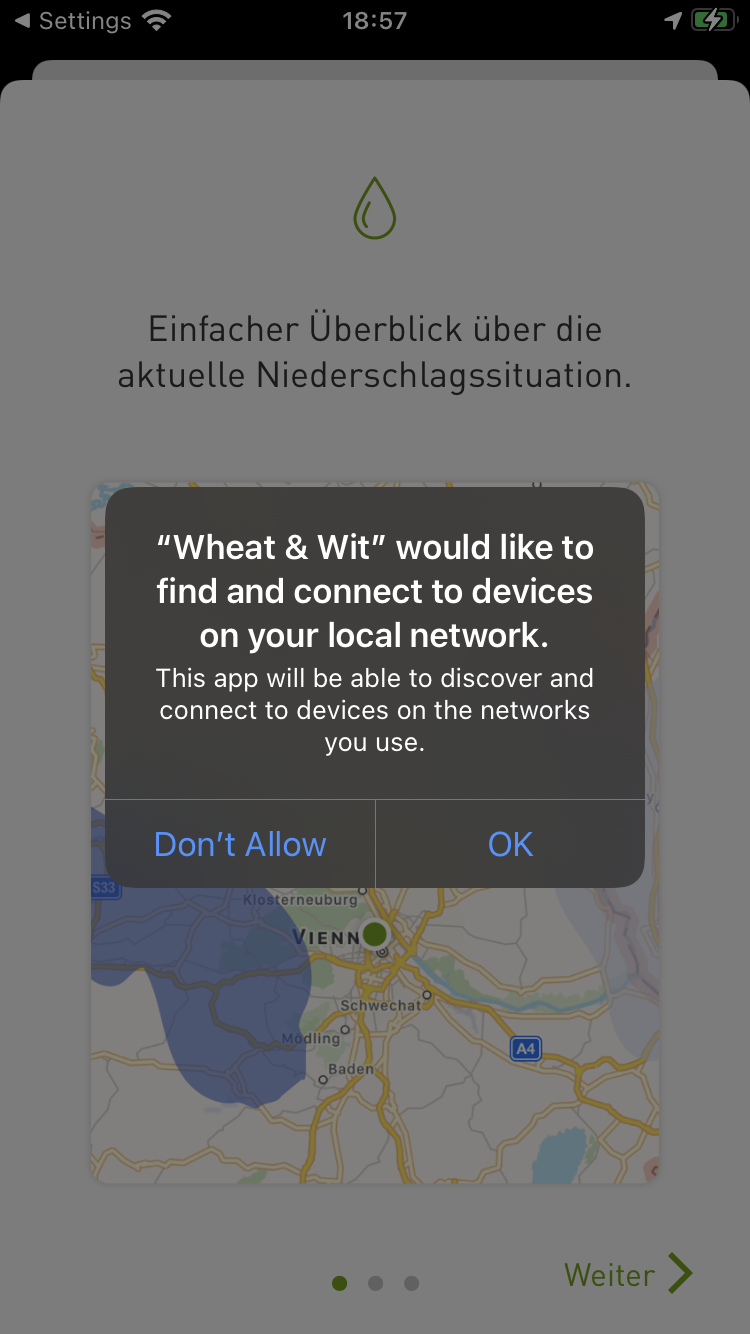 Settings
18:57
Einfacher Überblick über die
aktuelle Niederschlagssituation.
“Wheat & Wit” would like to
find and connect to devices
on your local network.
This app will be able to discover and
connect to devices on the networks
you use.
Don’t Allow
OK
S33
Klosterneuburg
VIENN
Schwechat
Mödling
A4
Baden
Weiter